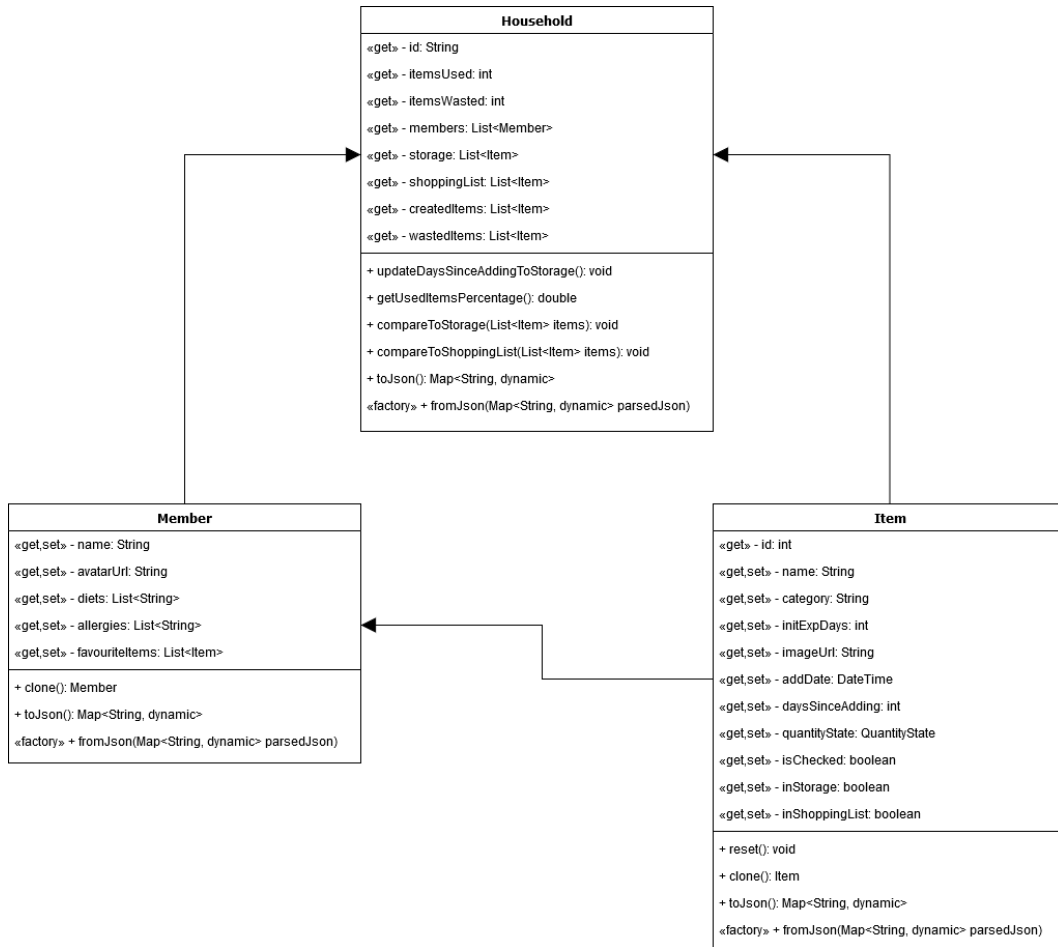 Household
«get» - id: String
«get» - itemsUsed: int
«get» - itemsWasted: int
«get» - members: List<Member>
«get» - storage: List<Item>
«get» - shoppingList: List<Item>
«get» - createdItems: List<Item>
«get» - wastedItems: List<Item>
+ updateDaysSinceAddingToStorage(): void
+ getUsedItemsPercentage(): double
+ compareToStorage(List<Item> items): void
+ compareToShoppingList(List<Item> items): void
+ toJson(): Map<String, dynamic>
«factory» + fromJson(Map<String, dynamic> parsedJson)
Member
«get,set» - name: String
«get,set» - avatarUrl: String
«get,set» - diets: List<String>
«get,set» - allergies: List<String>
«get,set» - favouriteItems: List<Item>
+ clone(): Member
+ toJson(): Map<String, dynamic>
«factory» + fromJson(Map<String, dynamic> parsedJson)
Item
«get» - id: int
«get,set» - name: String
«get,set» - category: String
«get,set» - initExpDays: int
«get,set» - imageUrl: String
«get,set» - addDate: DateTime
«get,set» - daysSinceAdding: int
«get,set» - quantityState: QuantityState
«get,set» - isChecked: boolean
«get,set» - inStorage: boolean
«get,set» - inShoppingList: boolean
+ reset(): void
+ clone(): Item
+ toJson(): Map<String, dynamic>
«factory» + fromJson(Map<String, dynamic> parsedJson)